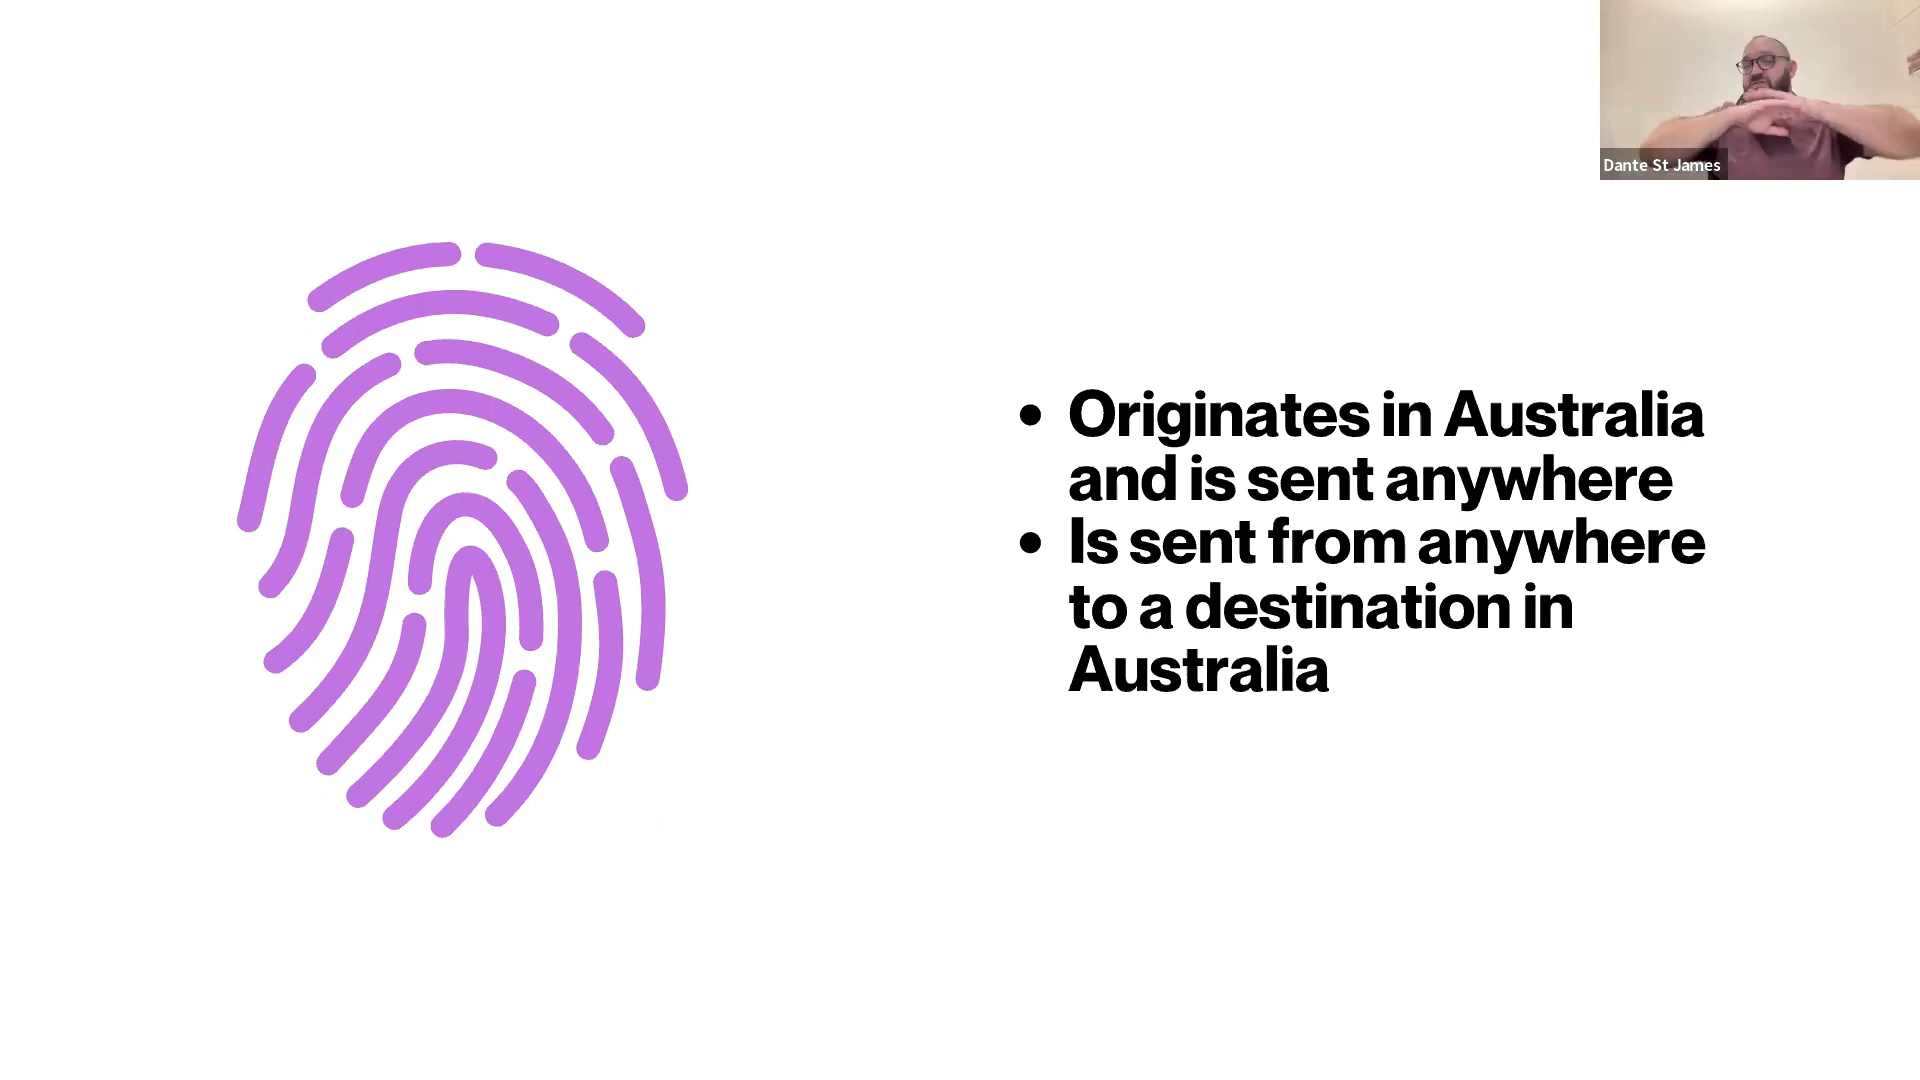 Dante St James
• Originates in Australia
and is sent anywhere
• Is sent from anywhere
to a destination in
Australia